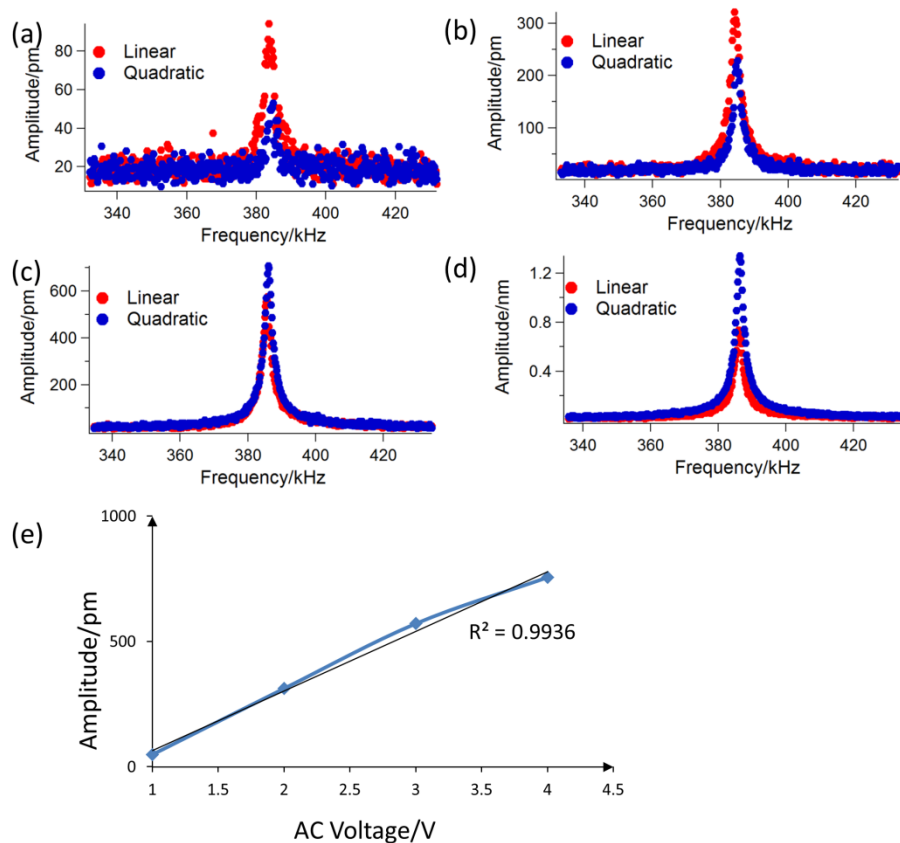 (a)
80
60
40
20
Amplitude/pm
Linear
Quadratic
340 360 380 400 420
Frequency/kHz
(b)
300
200
100
Amplitude/pm
Linear
Quadratic
340 360 380 400 420
Frequency/kHz
(c)
600
400
200
Amplitude/pm
Linear
Quadratic
340 360 380 400 420
Frequency/kHz
(d)
1.2
0.8
0.4
Amplitude/nm
Linear
Quadratic
340 360 380 400 420
Frequency/kHz
(e)
1000
500
0
Amplitude/pm
R² = 0.9936
1 1.5 2 2.5 3 3.5 4 4.5
AC Voltage/V